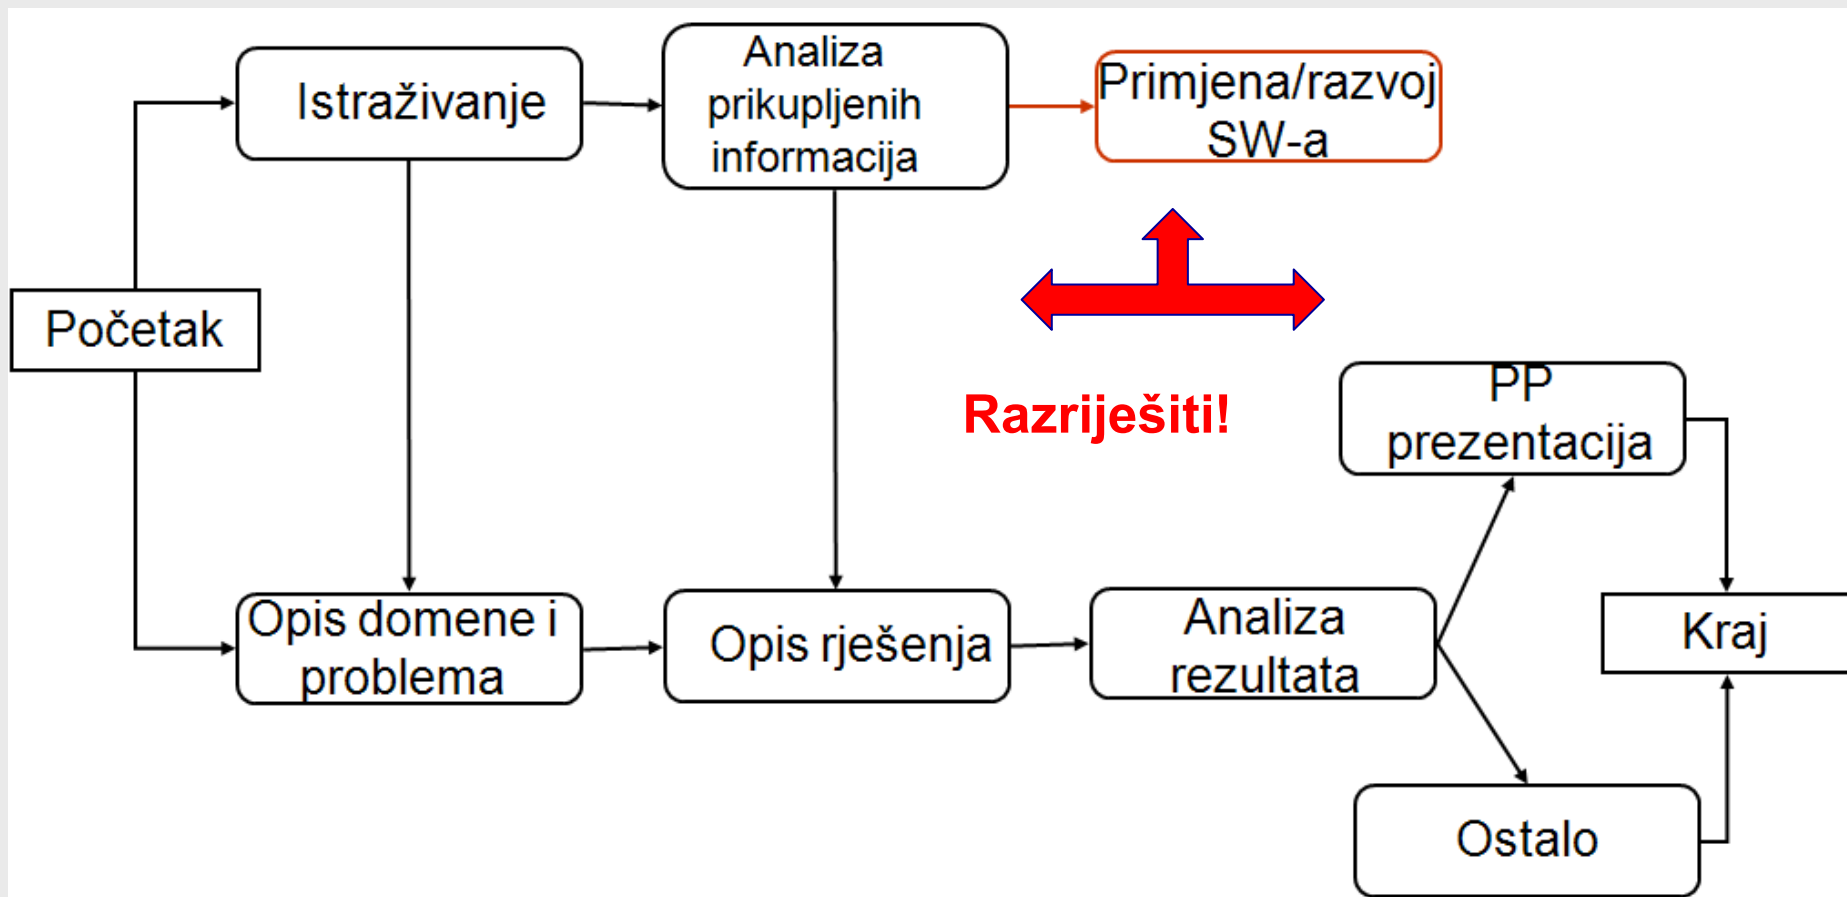 Istraživanje
Analiza
prikupljenih
informacija
Primjena/razvoj
SW-a
Početak
Razriješiti!
PP
prezentacija
Opis domene i
problema
Opis rješenja
Analiza
rezultata
Kraj
Ostalo